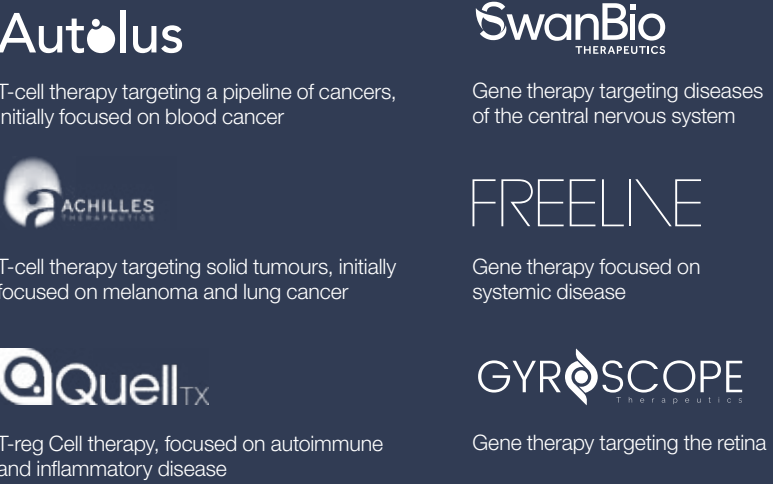 Autolus
T-cell therapy targeting a pipeline of cancers,
initially focused on blood cancer
ACHILLES
THERAPEUTICS
T-cell therapy targeting solid tumours, initially
focused on melanoma and lung cancer
Quell TX
T-reg Cell therapy, focused on autoimmune
and inflammatory disease
SwanBio
THERAPEUTICS
Gene therapy targeting diseases
of the central nervous system
FREELINE
Gene therapy focused on
systemic disease
GYROSCOPE
Therapeutics
Gene therapy targeting the retina